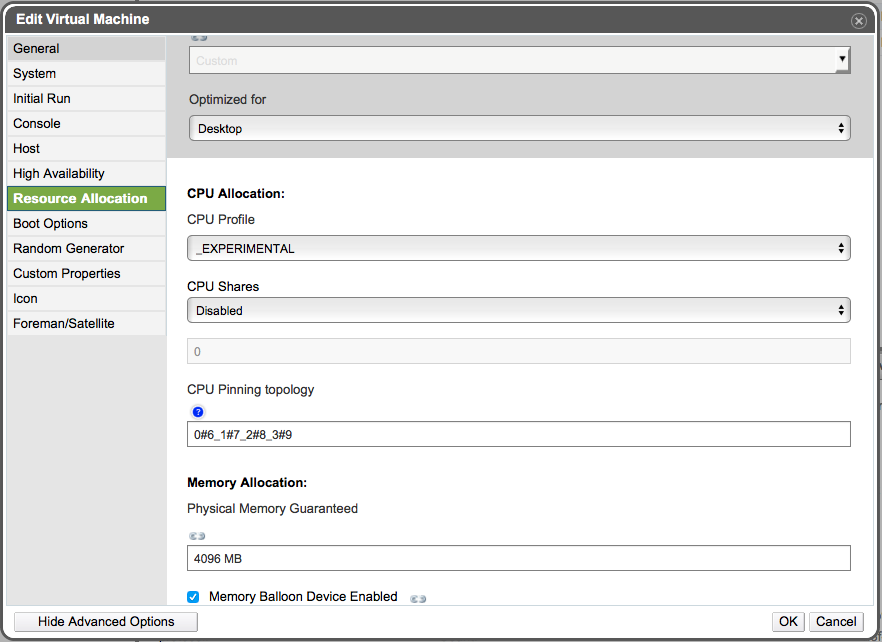 Edit Virtual Machine
General
System
Initial Run
Console
Host
High Availability
Resource Allocation
Boot Options
Random Generator
Custom Properties
Icon
Foreman/Satellite
Custom
Optimized for
Desktop
CPU Allocation:
CPU Profile
_EXPERIMENTAL
CPU Shares
Disabled
0
CPU Pinning topology
?
0#6_1#7_2#8_3#9
Memory Allocation:
Physical Memory Guaranteed
4096 MB
Memory Balloon Device Enabled
Hide Advanced Options
OK
Cancel